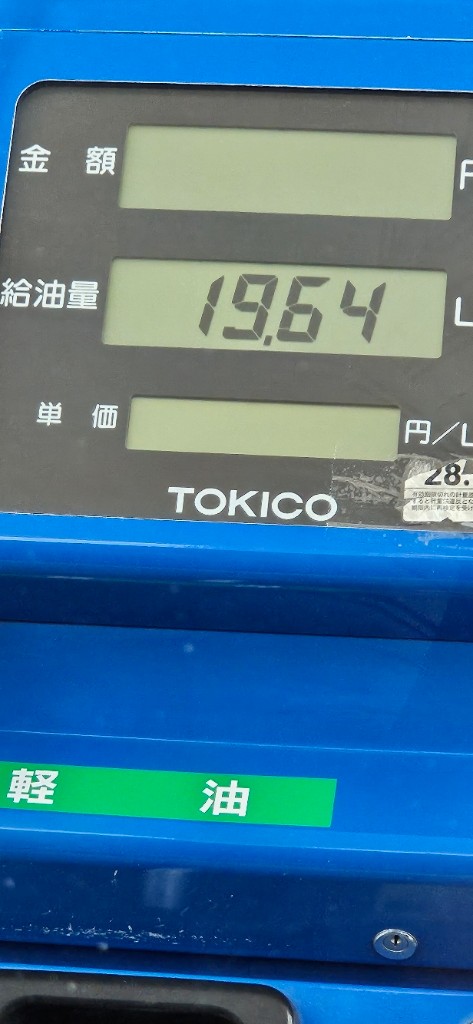 金額 円
給油量 19.64 L
単価 円/L
TOKICO
28.
軽油